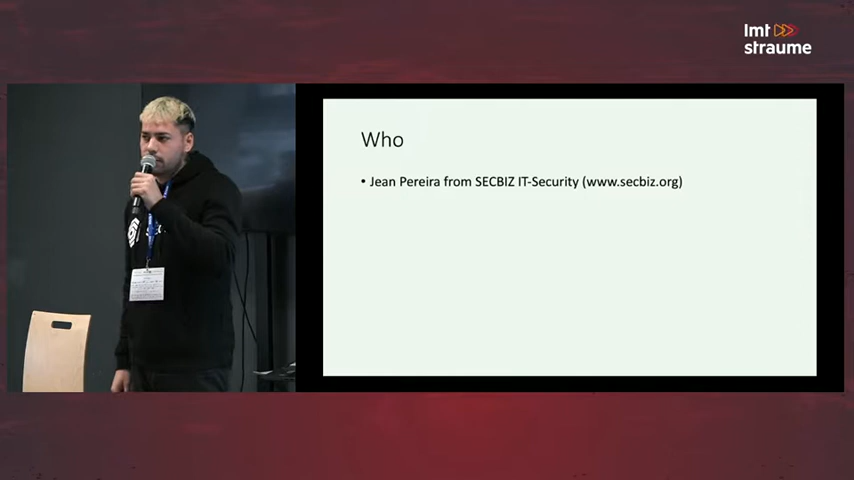 lmt
straume
Who
• Jean Pereira from SECBIZ IT-Security (www.secbiz.org)